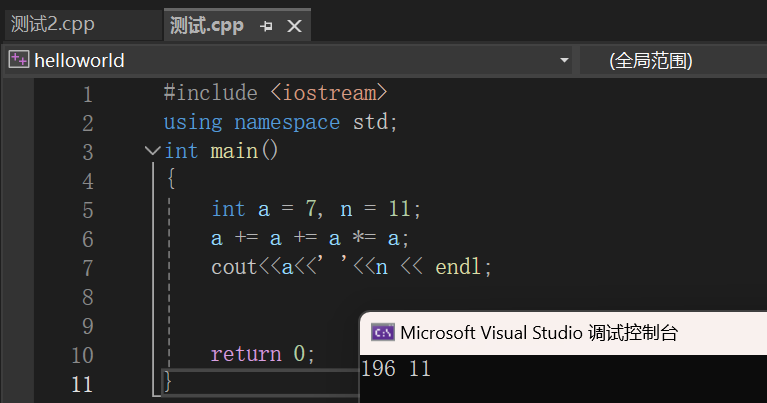 测试2.cpp 测试.cpp
helloworld (全局范围)
1 #include <iostream>
2 using namespace std;
3 int main()
4 {
5 int a = 7, n = 11;
6 a += a += a *= a;
7 cout<<a<<' '<<n << endl;
8
9
10 return 0;
11 }
Microsoft Visual Studio 调试控制台
196 11